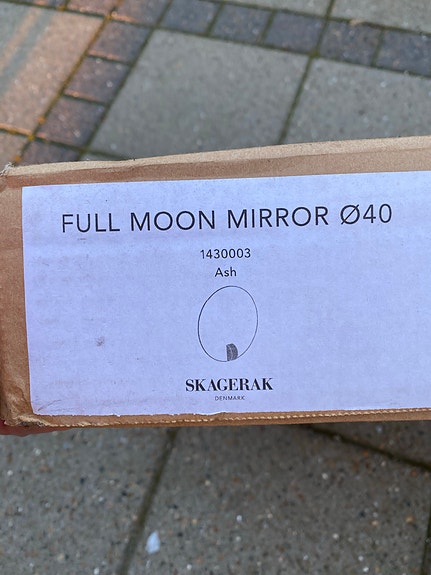 FULL MOON MIRROR Ø40
1430003
Ash
SKAGERAK
DENMARK